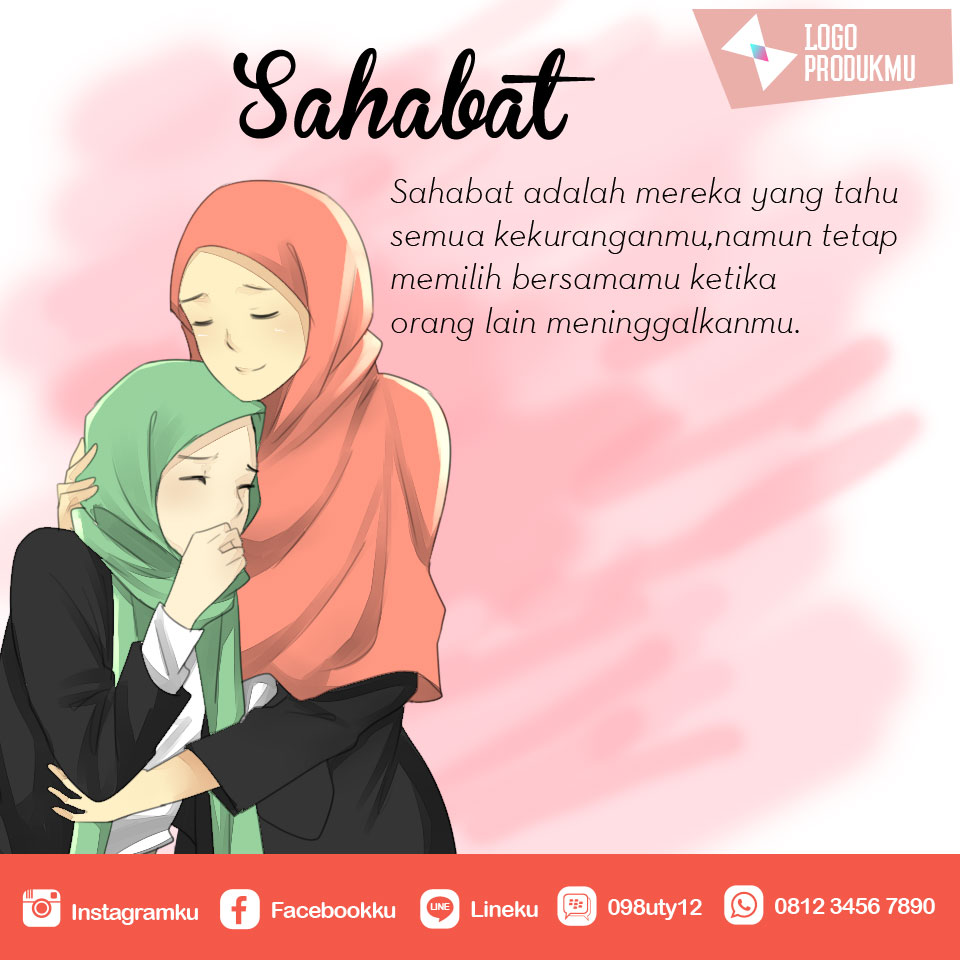 LOGO
PRODUKMU
Sahabat
Sahabat adalah mereka yang tahu
semua kekuranganmu,namun tetap
memilih bersamamu ketika
orang lain meninggalkanmu.
Instagramku
Facebookku
LINE
Lineku
098uty12
0812 3456 7890